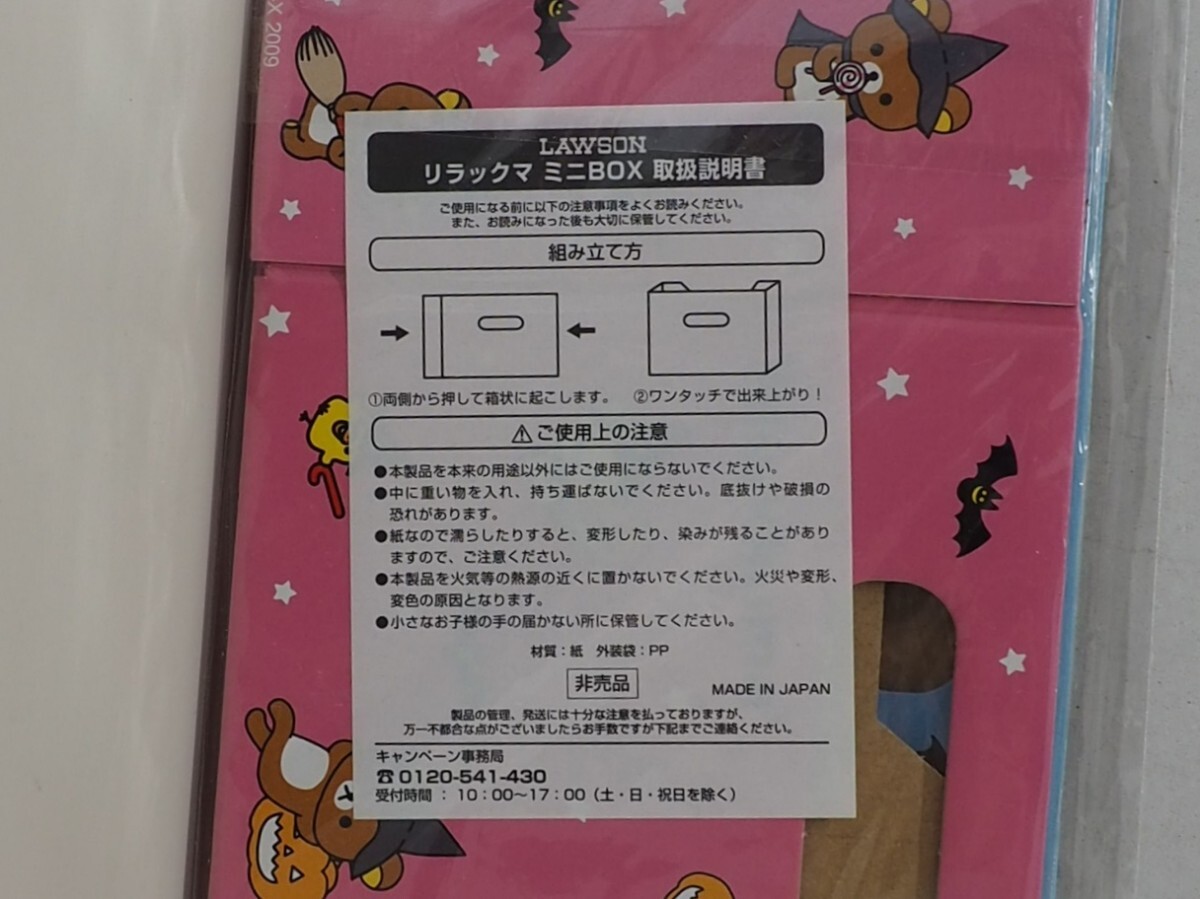 X 2009
LAWSON
リラックマ ミニBOX 取扱説明書
ご使用になる前に以下の注意事項をよくお読みください。
また、お読みになった後も大切に保管してください。
組み立て方
①両側から押して箱状に起こします。 ②ワンタッチで出来上がり！
⚠ご使用上の注意
●本製品を本来の用途以外にはご使用にならないでください。
●中に重い物を入れ、持ち運ばないでください。底抜けや破損の
恐れがあります。
●紙なので濡らしたりすると、変形したり、染みが残ることがあり
ますので、ご注意ください。
●本製品を火気等の熱源の近くに置かないでください。火災や変形、
変色の原因となります。
●小さなお子様の手の届かない所に保管してください。
材質：紙 外装袋：PP
非売品
MADE IN JAPAN
製品の管理、発送には十分な注意を払っておりますが、
万一不都合な点がございましたらお手数ですが下記までご連絡ください。
キャンペーン事務局
☎0120-541-430
受付時間 ： 10：00〜17：00（土・日・祝日を除く）